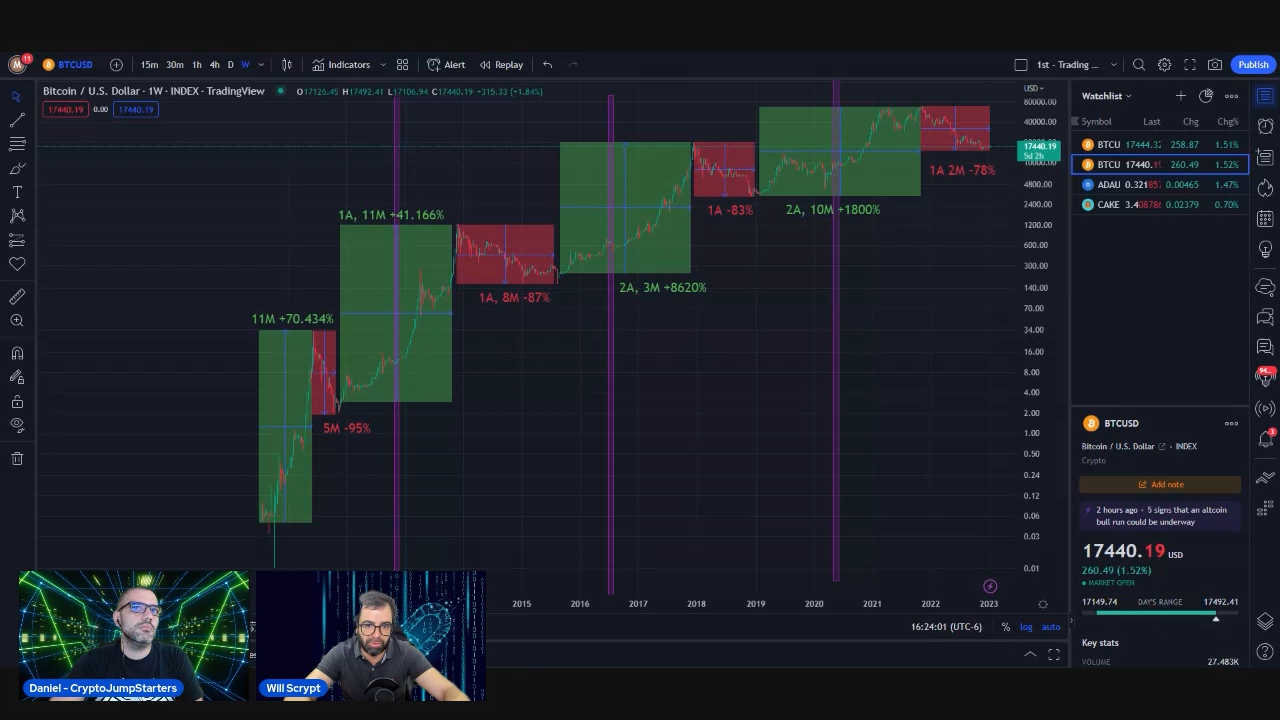 M 11 BTCUSD 15m 30m 1h 4h D W Indicators Alert Replay 1st - Trading ... Publish
Bitcoin / U.S. Dollar · 1W · INDEX · TradingView O17126.45 H17492.41 L17106.94 C17440.19 +315.33 (+1.84%)
17440.19 0.00 17440.19
USD
80000.00
40000.00
17440.19
5d 2h
4800.00
2400.00
1200.00
600.00
300.00
140.00
70.00
34.00
16.00
8.00
4.00
2.00
1.00
0.50
0.24
0.12
0.06
0.03
0.01
11M +70.434%
5M -95%
1A, 11M +41.166%
1A, 8M -87%
2A, 3M +8620%
1A -83%
2A, 10M +1800%
1A 2M -78%
2015 2016 2017 2018 2019 2020 2021 2022 2023
16:24:01 (UTC-6) % log auto
Watchlist
Symbol Last Chg Chg%
BTCU 17444.32 258.87 1.51%
BTCU 17440.19 260.49 1.52%
ADAU 0.321857 0.00465 1.47%
CAKE 3.408786 0.02379 0.70%
BTCUSD
Bitcoin / U.S. Dollar · INDEX
Crypto
Add note
2 hours ago · 5 signs that an altcoin
bull run could be underway
17440.19 USD
260.49 (1.52%)
MARKET OPEN
17149.74 DAY'S RANGE 17492.41
Key stats
VOLUME 27.483K
Daniel - CryptoJumpStarters
Will Scrypt